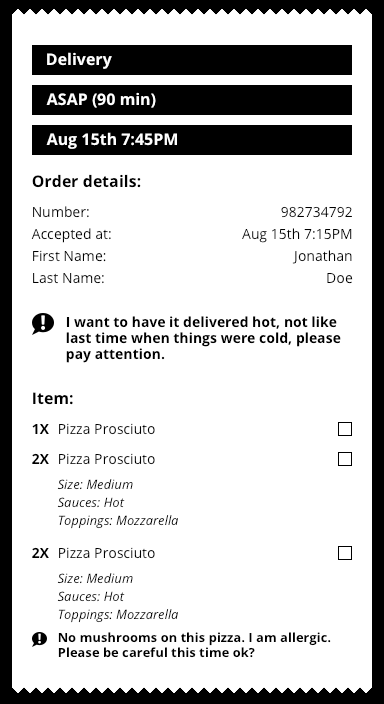 Delivery
ASAP (90 min)
Aug 15th 7:45PM
Order details:
Number: 982734792
Accepted at: Aug 15th 7:15PM
First Name: Jonathan
Last Name: Doe
I want to have it delivered hot, not like
last time when things were cold, please
pay attention.
Item:
1X Pizza Prosciuto
2X Pizza Prosciuto
Size: Medium
Sauces: Hot
Toppings: Mozzarella
2X Pizza Prosciuto
Size: Medium
Sauces: Hot
Toppings: Mozzarella
No mushrooms on this pizza. I am allergic.
Please be careful this time ok?